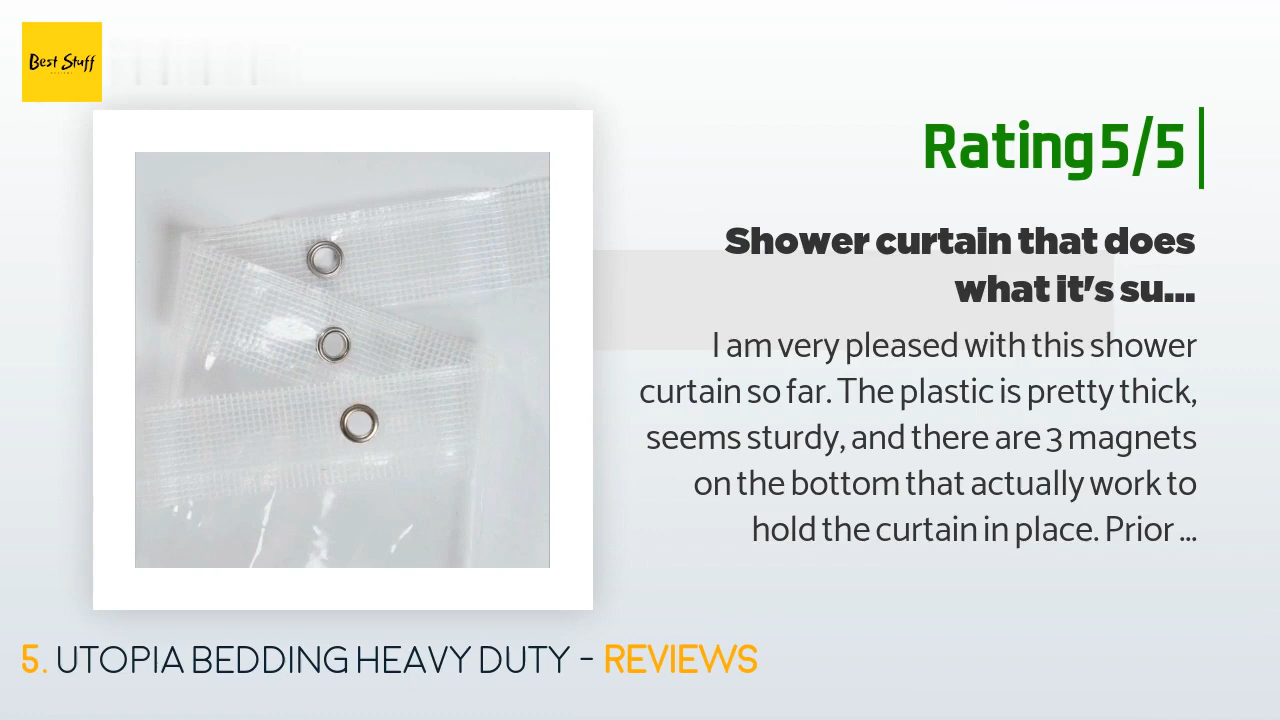 Best Stuff
Rating 5/5
Shower curtain that does
what it's su...
I am very pleased with this shower
curtain so far. The plastic is pretty thick,
seems sturdy, and there are 3 magnets
on the bottom that actually work to
hold the curtain in place. Prior ...
5. UTOPIA BEDDING HEAVY DUTY - REVIEWS